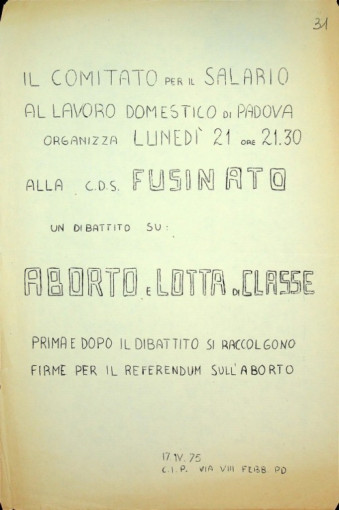 31
IL COMITATO PER IL SALARIO
AL LAVORO DOMESTICO DI PADOVA
ORGANIZZA LUNEDÌ 21 ORE 21.30
ALLA C.D.S. FUSINATO
UN DIBATTITO SU:
ABORTO E LOTTA DI CLASSE
PRIMA E DOPO IL DIBATTITO SI RACCOLGONO
FIRME PER IL REFERENDUM SULL'ABORTO
17 IV. 75
C.I.P. VIA VIII FEBB. PD